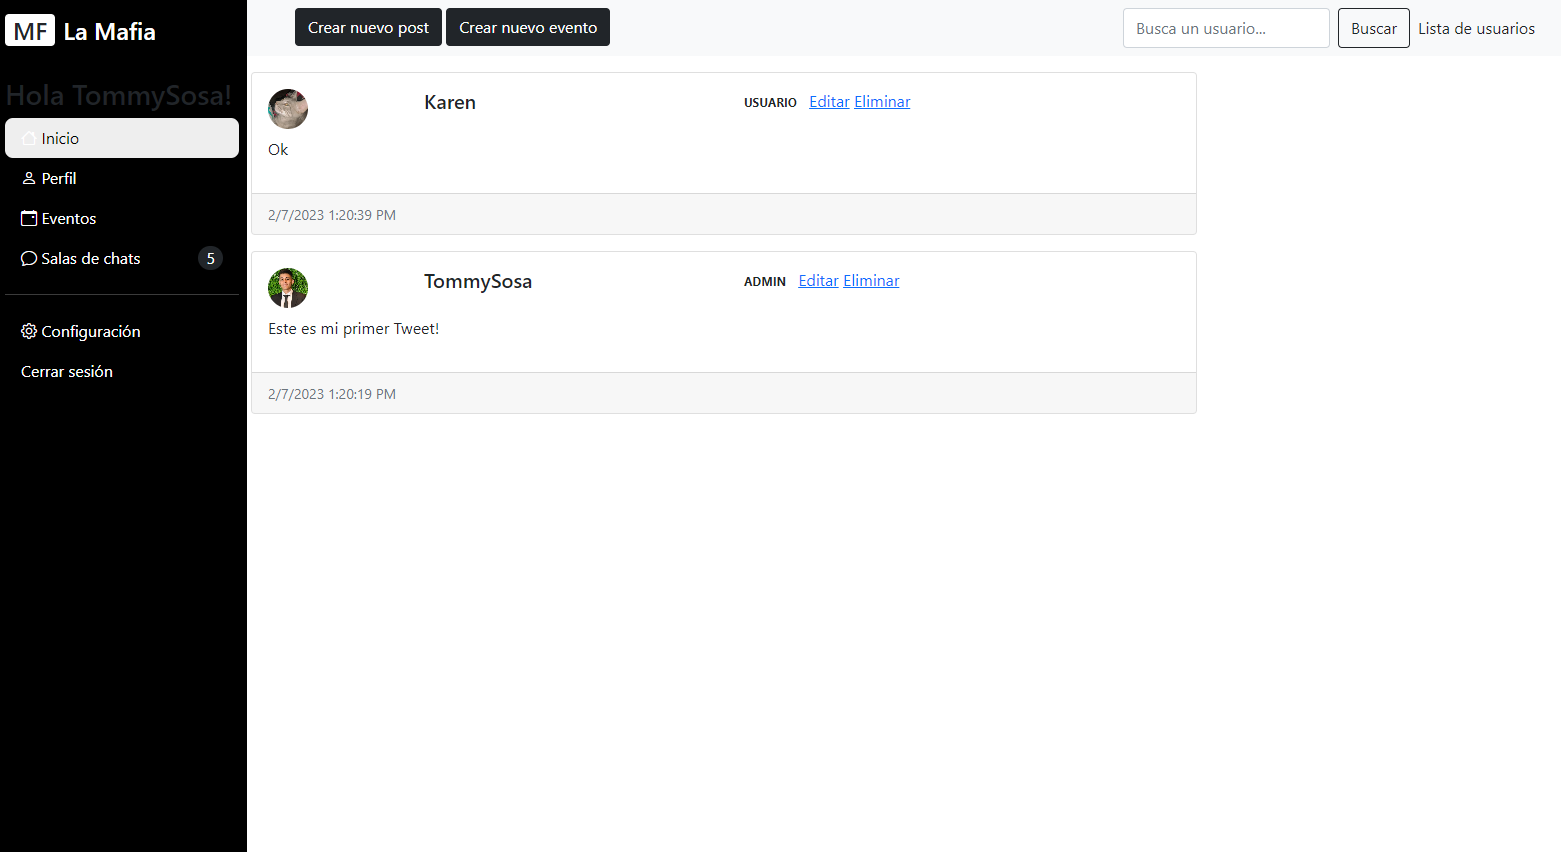 MF La Mafia
Hola TommySosa!
Inicio
Perfil
Eventos
Salas de chats 5
Configuración
Cerrar sesión
Crear nuevo post Crear nuevo evento Busca un usuario... Buscar Lista de usuarios
Karen USUARIO Editar Eliminar
Ok
2/7/2023 1:20:39 PM
TommySosa ADMIN Editar Eliminar
Este es mi primer Tweet!
2/7/2023 1:20:19 PM